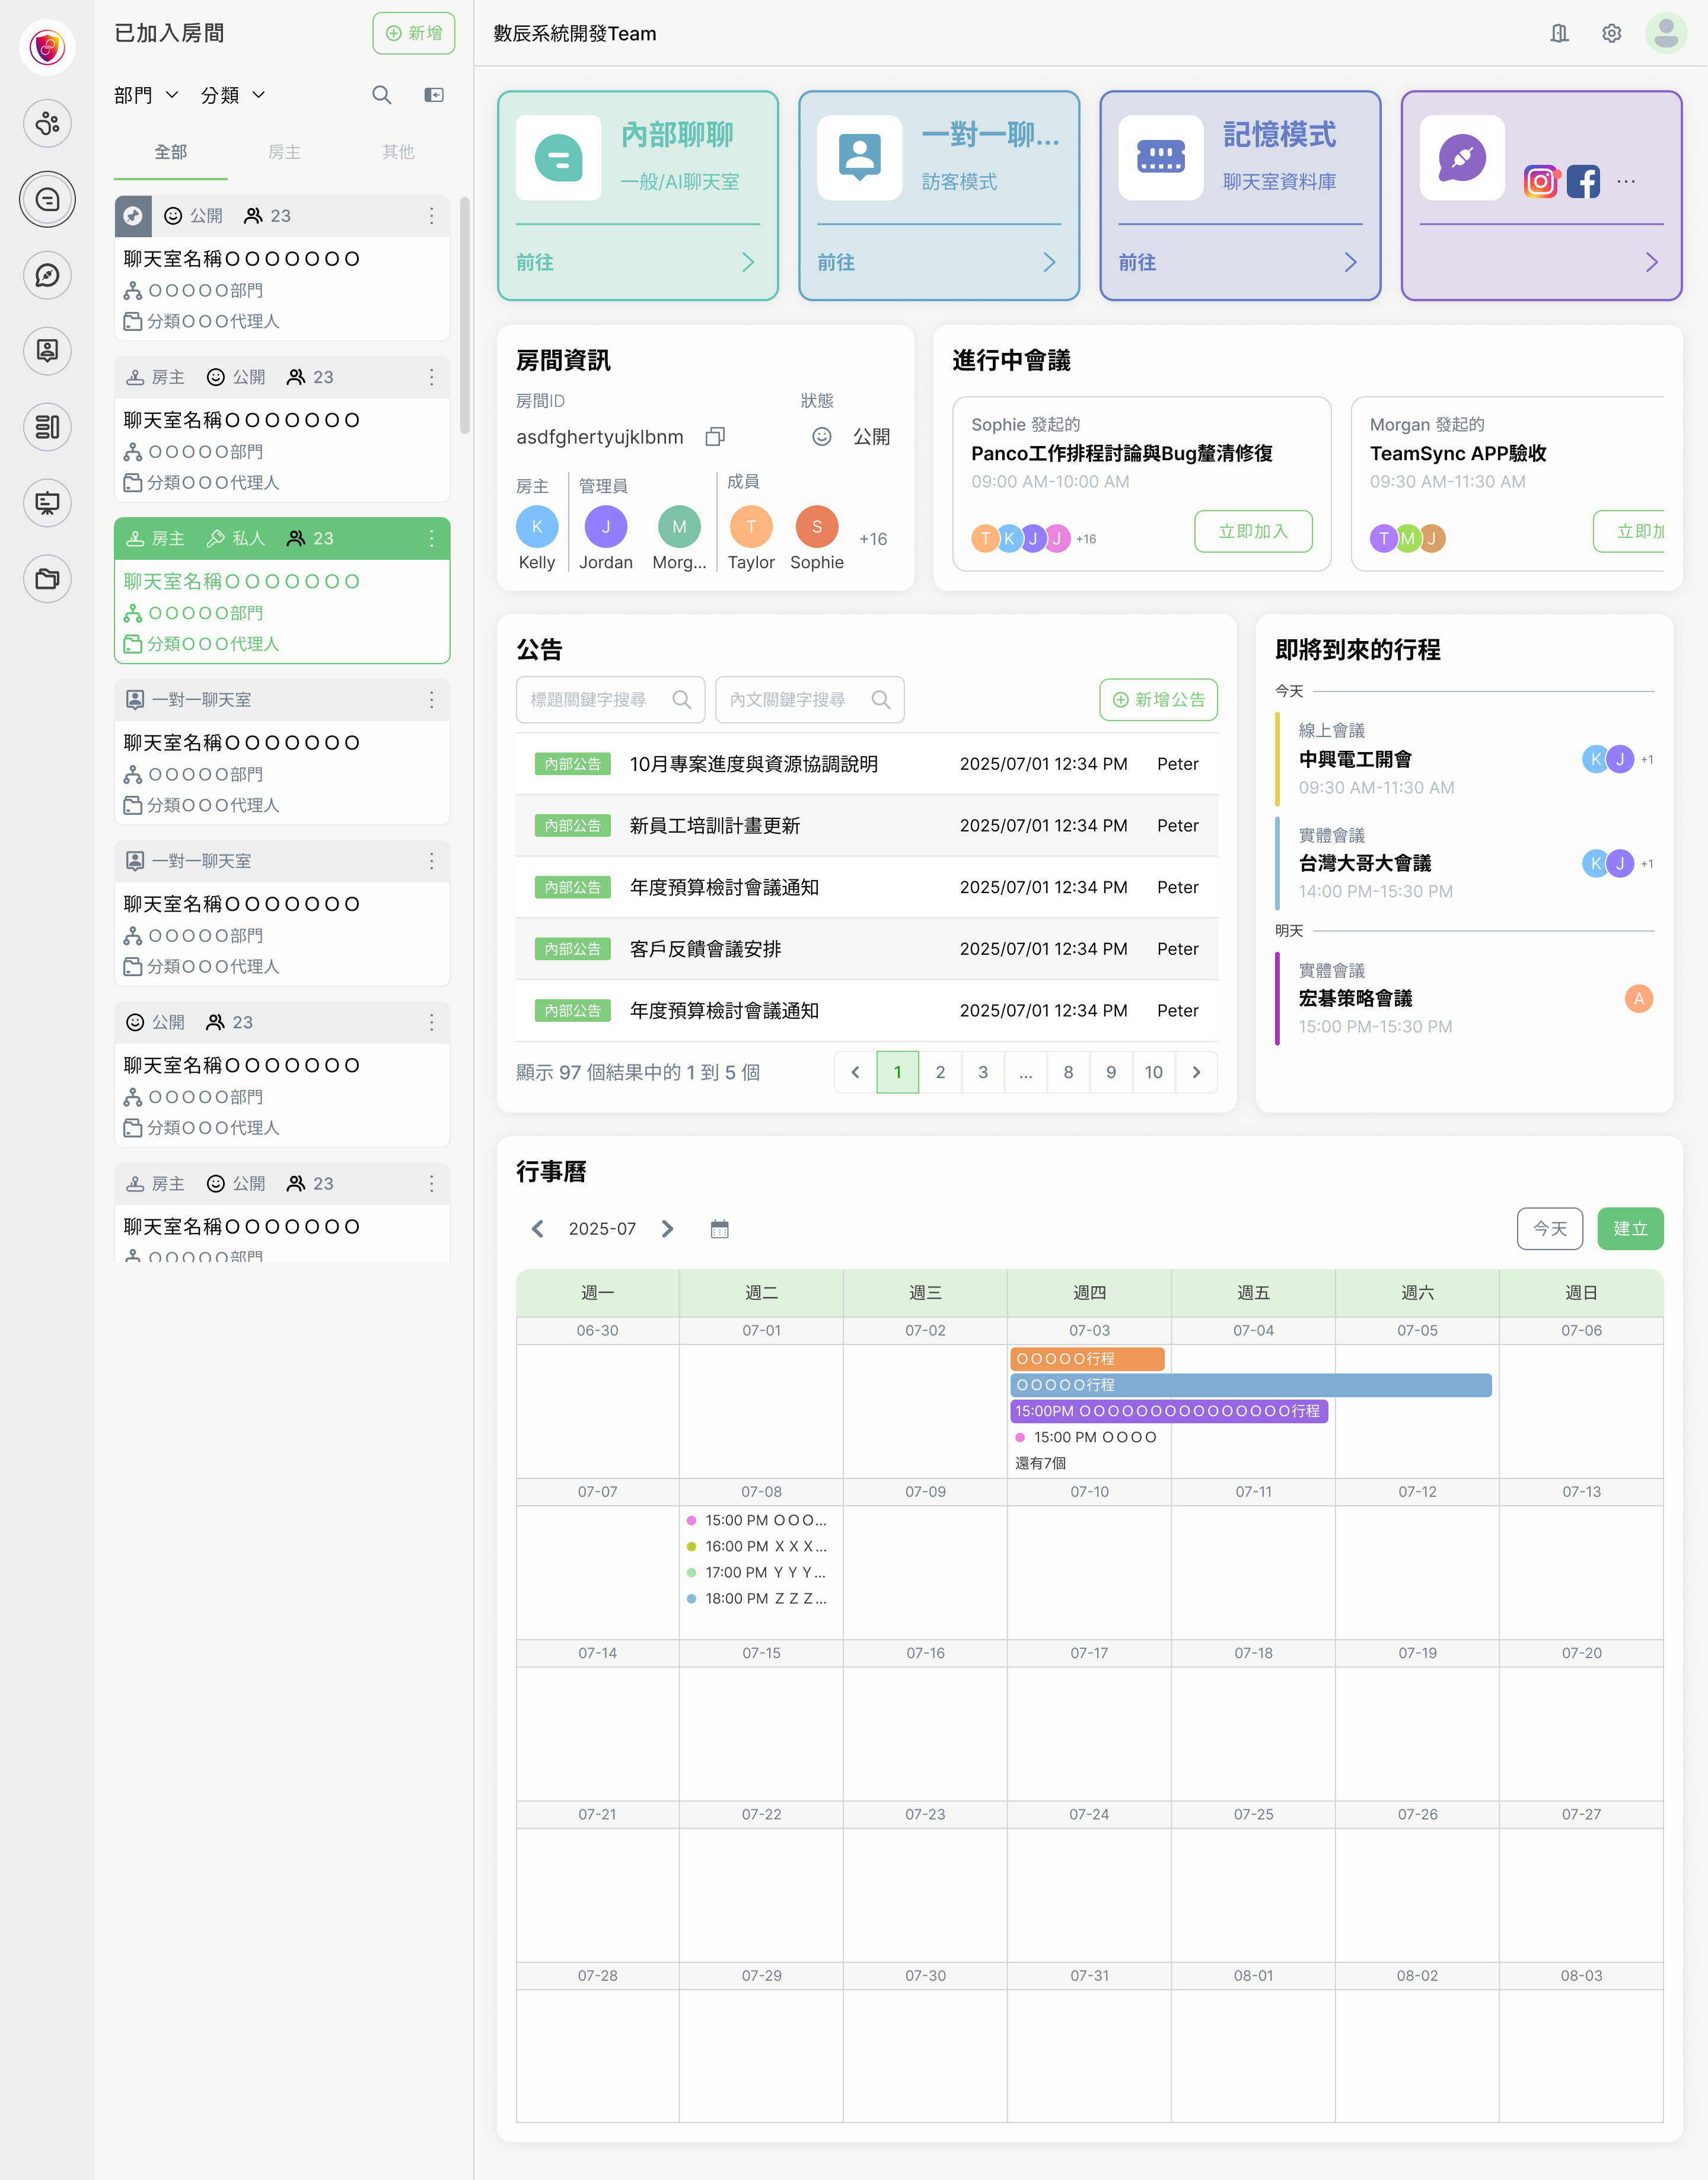 已加入房間
新增
部門
分類
全部
房主
其他
公開
23
聊天室名稱ＯＯＯＯＯＯＯ
ＯＯＯＯＯ部門
分類ＯＯＯ代理人
房主
公開
23
聊天室名稱ＯＯＯＯＯＯＯ
ＯＯＯＯＯ部門
分類ＯＯＯ代理人
房主
私人
23
聊天室名稱ＯＯＯＯＯＯＯ
ＯＯＯＯＯ部門
分類ＯＯＯ代理人
一對一聊天室
聊天室名稱ＯＯＯＯＯＯＯ
ＯＯＯＯＯ部門
分類ＯＯＯ代理人
一對一聊天室
聊天室名稱ＯＯＯＯＯＯＯ
ＯＯＯＯＯ部門
分類ＯＯＯ代理人
公開
23
聊天室名稱ＯＯＯＯＯＯＯ
ＯＯＯＯＯ部門
分類ＯＯＯ代理人
房主
公開
23
聊天室名稱ＯＯＯＯＯＯＯ
ＯＯＯＯＯ部門
數辰系統開發Team
內部聊聊
一般/AI聊天室
前往
一對一聊...
訪客模式
前往
記憶模式
聊天室資料庫
前往
...
房間資訊
房間ID
狀態
asdfghertyujklbnm
公開
房主
管理員
成員
K
J
M
T
S
+16
Kelly
Jordan
Morg...
Taylor
Sophie
進行中會議
Sophie 發起的
Panco工作排程討論與Bug釐清修復
09:00 AM-10:00 AM
T
K
J
J
+16
立即加入
Morgan 發起的
TeamSync APP驗收
09:30 AM-11:30 AM
T
M
J
立即加
公告
標題關鍵字搜尋
內文關鍵字搜尋
新增公告
內部公告 10月專案進度與資源協調說明 2025/07/01 12:34 PM Peter
內部公告 新員工培訓計畫更新 2025/07/01 12:34 PM Peter
內部公告 年度預算檢討會議通知 2025/07/01 12:34 PM Peter
內部公告 客戶反饋會議安排 2025/07/01 12:34 PM Peter
內部公告 年度預算檢討會議通知 2025/07/01 12:34 PM Peter
顯示 97 個結果中的 1 到 5 個
1 2 3 ... 8 9 10
即將到來的行程
今天
線上會議
中興電工開會
09:30 AM-11:30 AM
K
J
+1
實體會議
台灣大哥大會議
14:00 PM-15:30 PM
K
J
+1
明天
實體會議
宏碁策略會議
15:00 PM-15:30 PM
A
行事曆
2025-07
今天
建立
週一 週二 週三 週四 週五 週六 週日
06-30 07-01 07-02 07-03 07-04 07-05 07-06
ＯＯＯＯＯ行程
ＯＯＯＯＯ行程
15:00PM ＯＯＯＯＯＯＯＯＯＯＯＯＯＯＯ行程
15:00 PM ＯＯＯＯ
還有7個
07-07 07-08 07-09 07-10 07-11 07-12 07-13
15:00 PM ＯＯＯ...
16:00 PM ＸＸＸ...
17:00 PM ＹＹＹ...
18:00 PM ＺＺＺ...
07-14 07-15 07-16 07-17 07-18 07-19 07-20
07-21 07-22 07-23 07-24 07-25 07-26 07-27
07-28 07-29 07-30 07-31 08-01 08-02 08-03